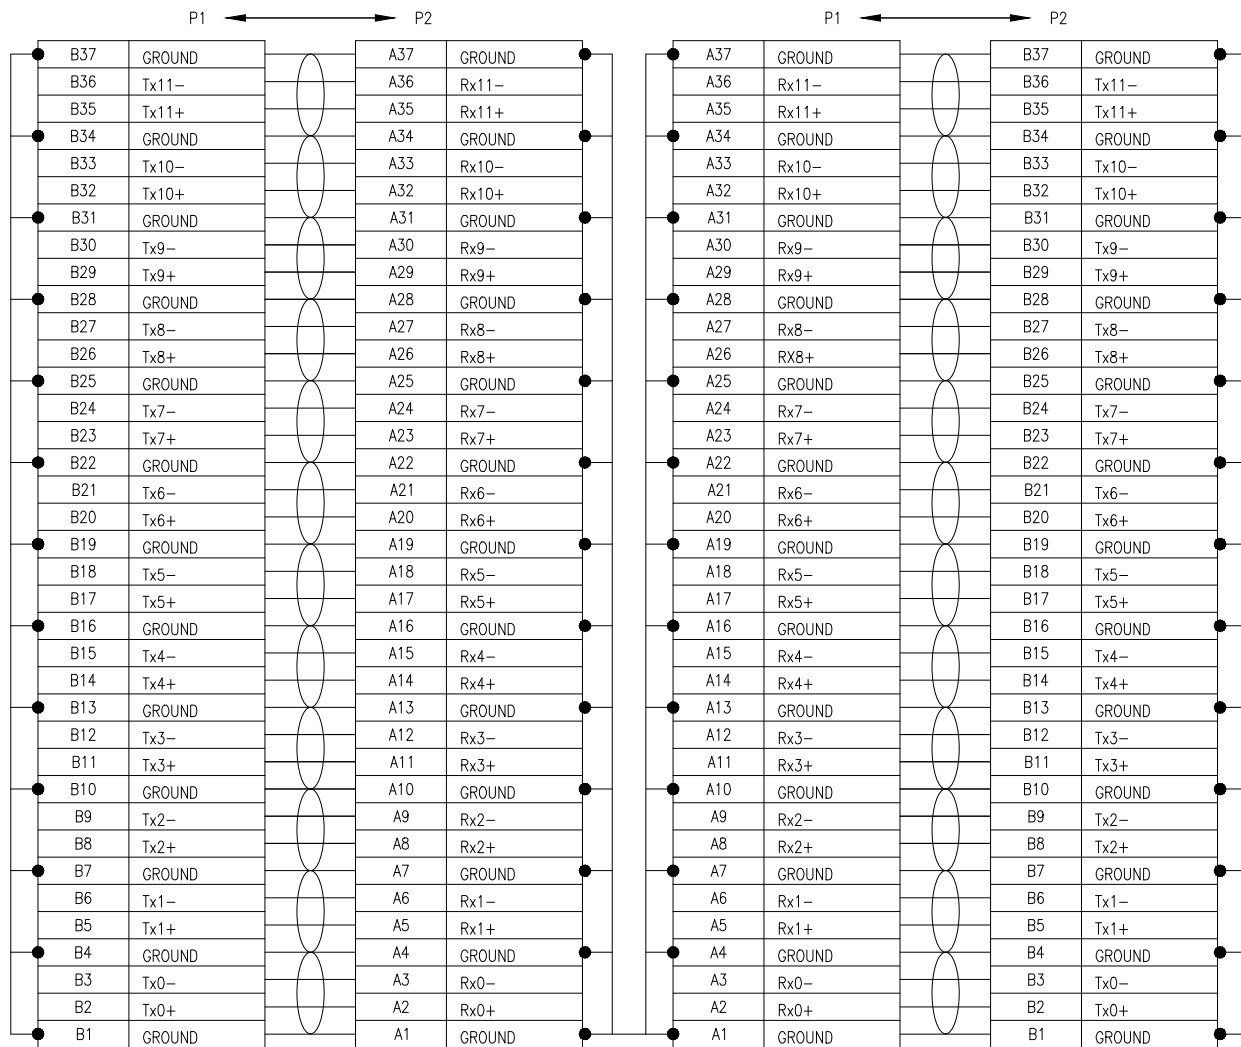 P1 P2 P1 P2
B37 GROUND A37 GROUND A37 GROUND B37 GROUND
B36 Tx11- A36 Rx11- A36 Rx11- B36 Tx11-
B35 Tx11+ A35 Rx11+ A35 Rx11+ B35 Tx11+
B34 GROUND A34 GROUND A34 GROUND B34 GROUND
B33 Tx10- A33 Rx10- A33 Rx10- B33 Tx10-
B32 Tx10+ A32 Rx10+ A32 Rx10+ B32 Tx10+
B31 GROUND A31 GROUND A31 GROUND B31 GROUND
B30 Tx9- A30 Rx9- A30 Rx9- B30 Tx9-
B29 Tx9+ A29 Rx9+ A29 Rx9+ B29 Tx9+
B28 GROUND A28 GROUND A28 GROUND B28 GROUND
B27 Tx8- A27 Rx8- A27 Rx8- B27 Tx8-
B26 Tx8+ A26 Rx8+ A26 RX8+ B26 Tx8+
B25 GROUND A25 GROUND A25 GROUND B25 GROUND
B24 Tx7- A24 Rx7- A24 Rx7- B24 Tx7-
B23 Tx7+ A23 Rx7+ A23 Rx7+ B23 Tx7+
B22 GROUND A22 GROUND A22 GROUND B22 GROUND
B21 Tx6- A21 Rx6- A21 Rx6- B21 Tx6-
B20 Tx6+ A20 Rx6+ A20 Rx6+ B20 Tx6+
B19 GROUND A19 GROUND A19 GROUND B19 GROUND
B18 Tx5- A18 Rx5- A18 Rx5- B18 Tx5-
B17 Tx5+ A17 Rx5+ A17 Rx5+ B17 Tx5+
B16 GROUND A16 GROUND A16 GROUND B16 GROUND
B15 Tx4- A15 Rx4- A15 Rx4- B15 Tx4-
B14 Tx4+ A14 Rx4+ A14 Rx4+ B14 Tx4+
B13 GROUND A13 GROUND A13 GROUND B13 GROUND
B12 Tx3- A12 Rx3- A12 Rx3- B12 Tx3-
B11 Tx3+ A11 Rx3+ A11 Rx3+ B11 Tx3+
B10 GROUND A10 GROUND A10 GROUND B10 GROUND
B9 Tx2- A9 Rx2- A9 Rx2- B9 Tx2-
B8 Tx2+ A8 Rx2+ A8 Rx2+ B8 Tx2+
B7 GROUND A7 GROUND A7 GROUND B7 GROUND
B6 Tx1- A6 Rx1- A6 Rx1- B6 Tx1-
B5 Tx1+ A5 Rx1+ A5 Rx1+ B5 Tx1+
B4 GROUND A4 GROUND A4 GROUND B4 GROUND
B3 Tx0- A3 Rx0- A3 Rx0- B3 Tx0-
B2 Tx0+ A2 Rx0+ A2 Rx0+ B2 Tx0+
B1 GROUND A1 GROUND A1 GROUND B1 GROUND